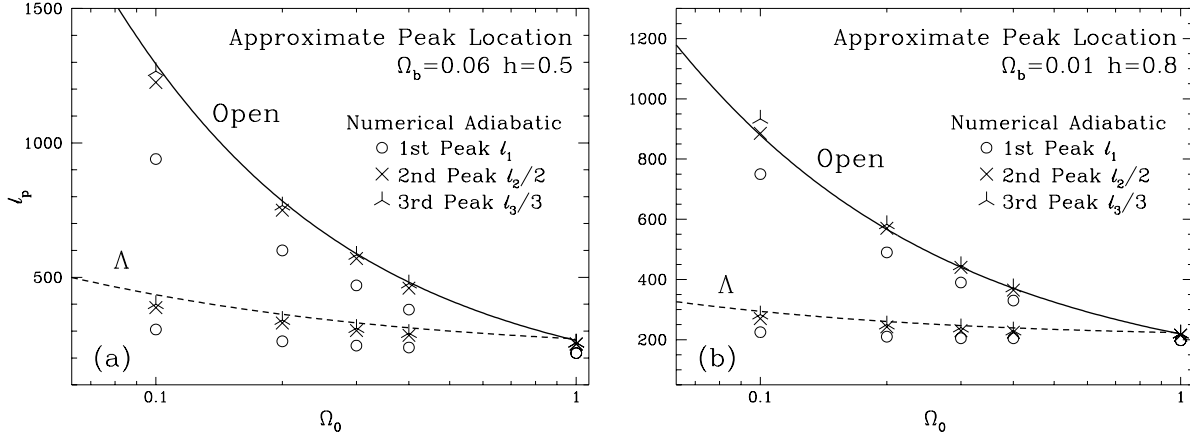 1500
1000
500
ℓp
Approximate Peak Location
Ωb=0.06 h=0.5
Open
Numerical Adiabatic
1st Peak ℓ1
2nd Peak ℓ2/2
3rd Peak ℓ3/3
Λ
(a)
0.1
1
Ω0
1200
1000
800
600
400
200
Approximate Peak Location
Ωb=0.01 h=0.8
Open
Numerical Adiabatic
1st Peak ℓ1
2nd Peak ℓ2/2
3rd Peak ℓ3/3
Λ
(b)
0.1
1
Ω0